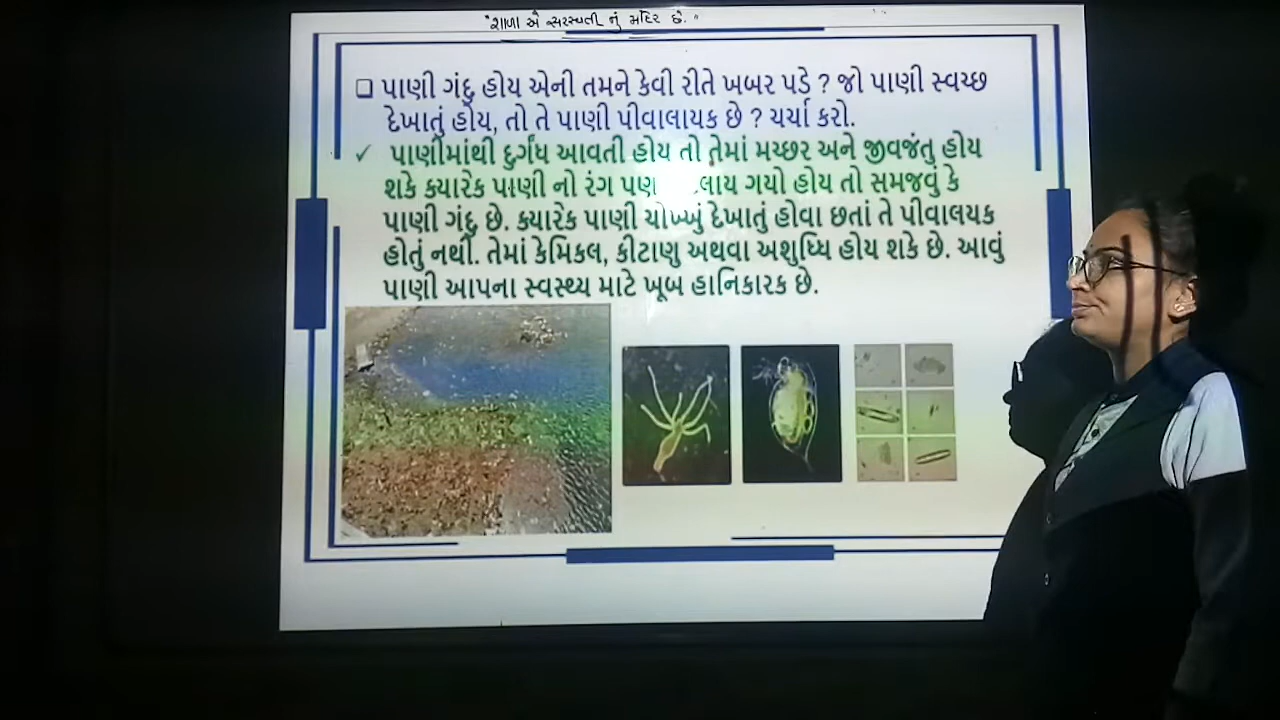 "શાળા એ સરસ્વતી નું મંદિર છે."
❑ પાણી ગંદુ હોય એની તમને કેવી રીતે ખબર પડે ? જો પાણી સ્વચ્છ
દેખાતું હોય, તો તે પાણી પીવાલાયક છે ? ચર્ચા કરો.
✓ પાણીમાંથી દુર્ગંધ આવતી હોય તો તેમાં મચ્છર અને જીવજંતુ હોય
શકે ક્યારેક પાણી નો રંગ પણ લાય ગયો હોય તો સમજવું કે
પાણી ગંદુ છે. ક્યારેક પાણી ચોખ્ખું દેખાતું હોવા છતાં તે પીવાલયક
હોતું નથી. તેમાં કેમિકલ, કીટાણુ અથવા અશુધ્ધિ હોય શકે છે. આવું
પાણી આપના સ્વસ્થ્ય માટે ખૂબ હાનિકારક છે.